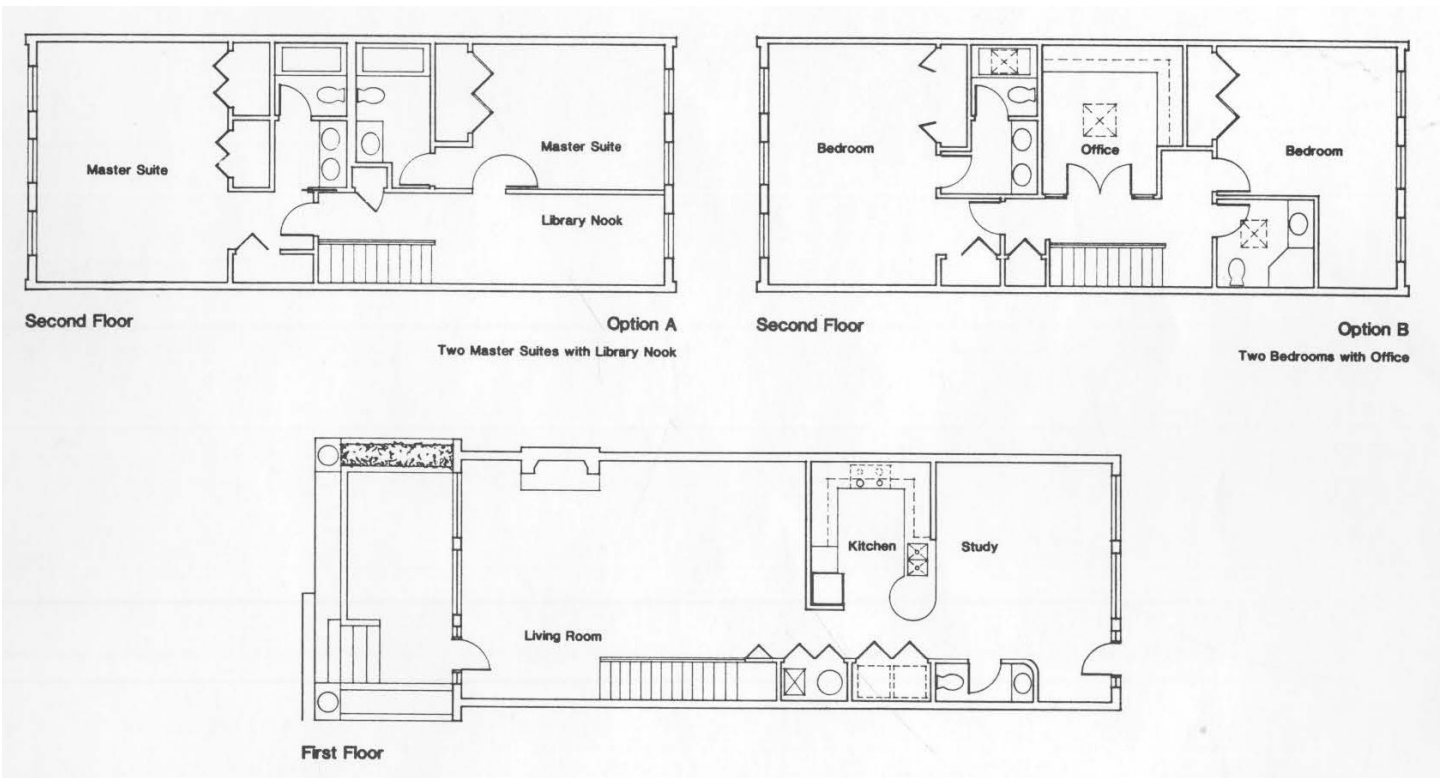 Master Suite
Master Suite
Library Nook
Second Floor
Option A
Two Master Suites with Library Nook
Bedroom
Office
Bedroom
Second Floor
Option B
Two Bedrooms with Office
Kitchen
Study
Living Room
First Floor